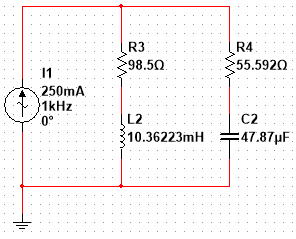 I1
250mA
1kHz
0°
R3
98.5Ω
L2
10.36223mH
R4
55.592Ω
C2
47.87µF